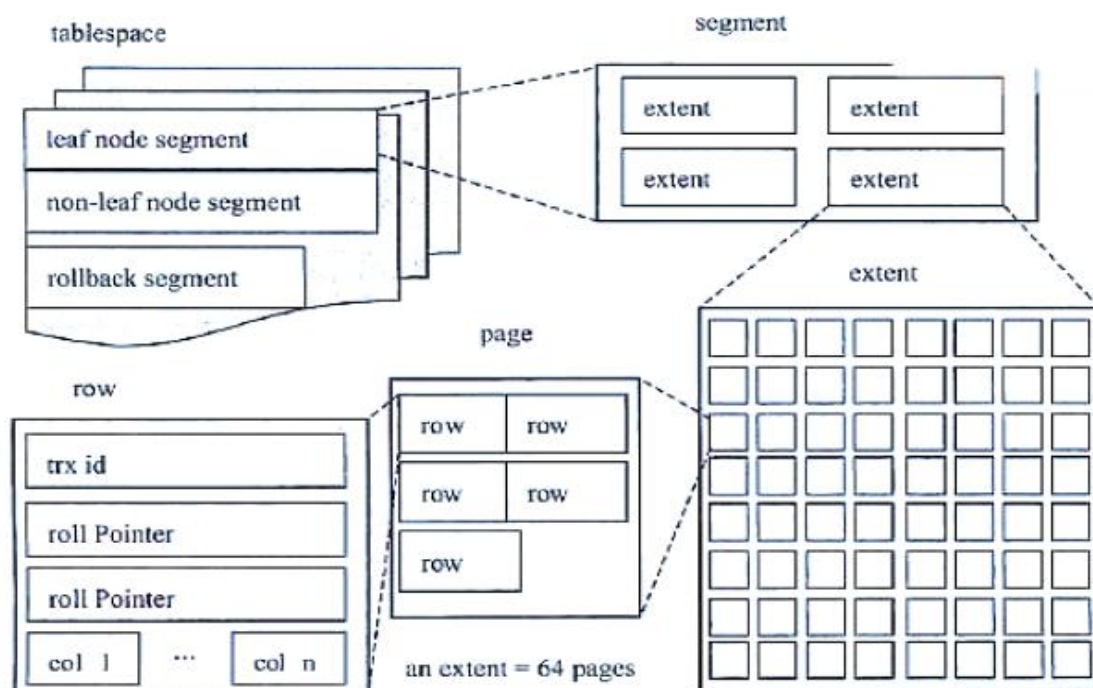 tablespace
segment
leaf node segment
non-leaf node segment
rollback segment
extent
extent
extent
extent
extent
page
row
row
row
row
row
row
trx id
roll Pointer
roll Pointer
col 1 ... col n
an extent = 64 pages